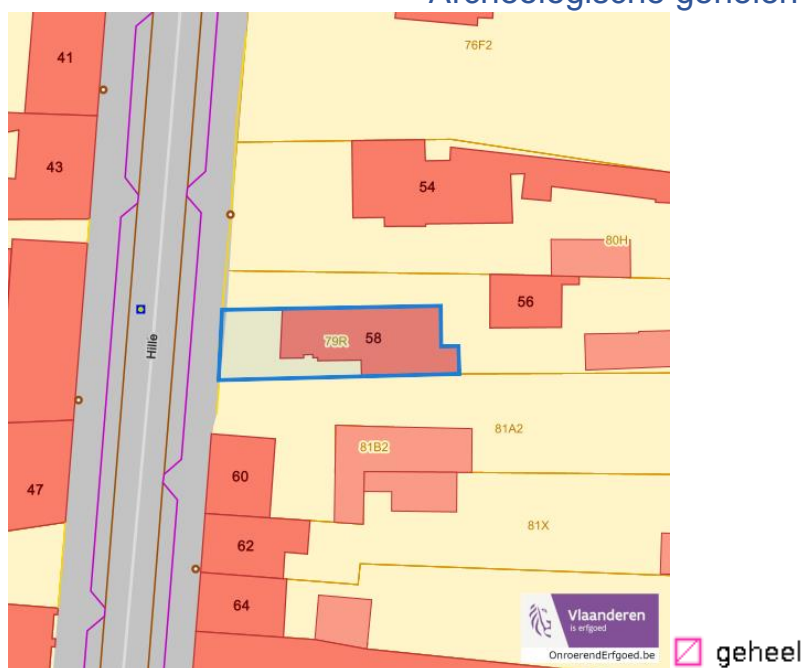 Archeologische gehelen
76F2
41
43
54
80H
56
58
79R
Hille
81A2
81B2
60
47
81X
62
64
Vlaanderen
is erfgoed
OnroerendErfgoed.be
geheel